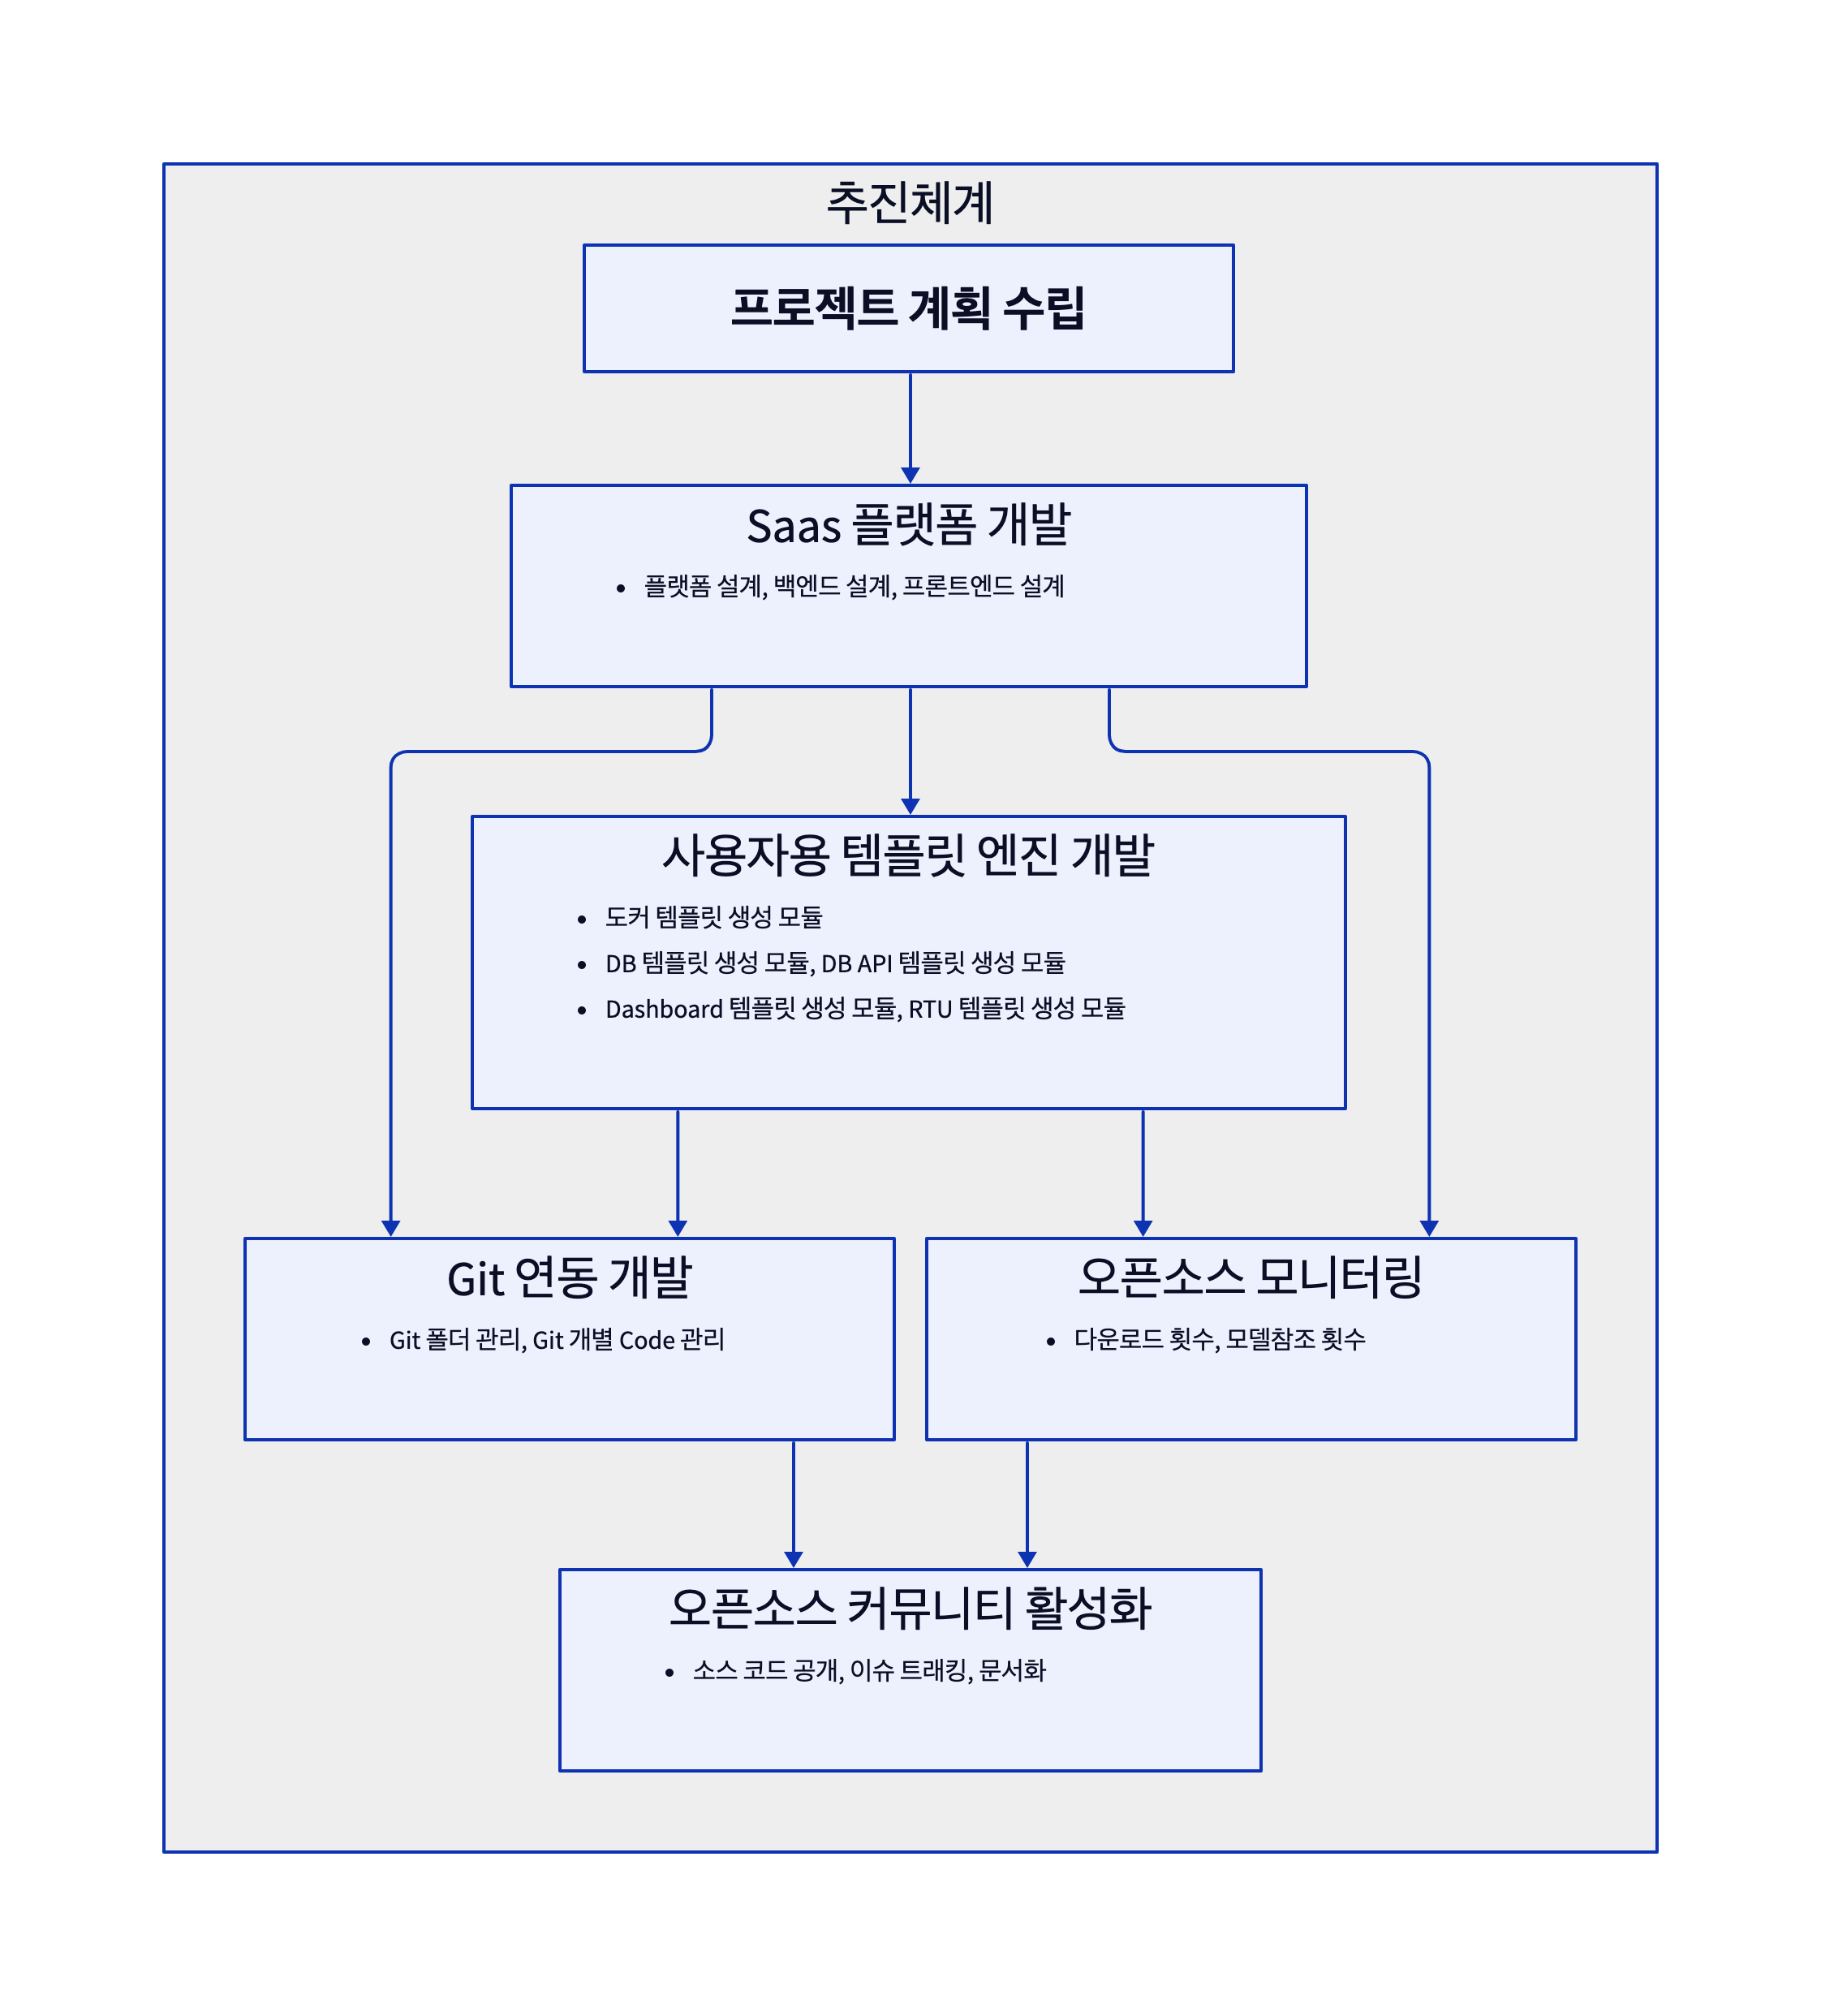 추진체계
프로젝트 계획 수립
Saas 플랫폼 개발
• 플랫폼 설계, 백엔드 설계, 프론트엔드 설계
사용자용 템플릿 엔진 개발
• 도커 템플릿 생성 모듈
• DB 템플릿 생성 모듈, DB API 템플릿 생성 모듈
• Dashboard 템플릿 생성 모듈, RTU 템플릿 생성 모듈
Git 연동 개발
• Git 폴더 관리, Git 개별 Code 관리
오픈소스 모니터링
• 다운로드 횟수, 모델참조 횟수
오픈소스 커뮤니티 활성화
• 소스 코드 공개, 이슈 트래킹, 문서화